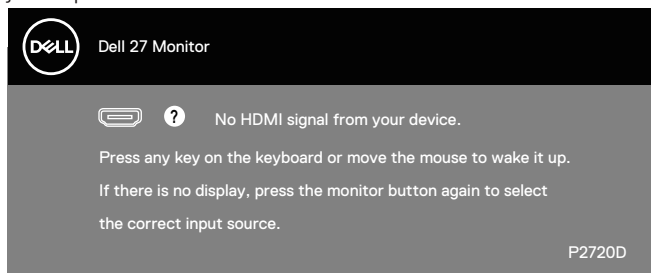 DELL
Dell 27 Monitor
? No HDMI signal from your device.
Press any key on the keyboard or move the mouse to wake it up.
If there is no display, press the monitor button again to select
the correct input source.
P2720D